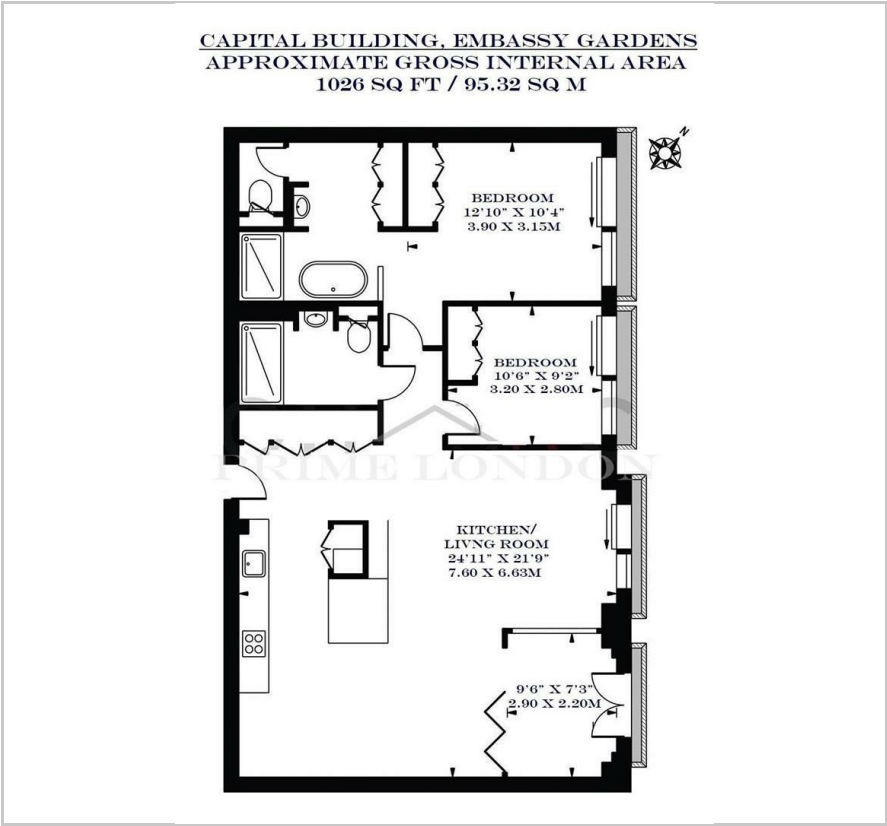 CAPITAL BUILDING, EMBASSY GARDENS
APPROXIMATE GROSS INTERNAL AREA
1026 SQ FT / 95.32 SQ M
N
BEDROOM
12'10" X 10'4"
3.90 X 3.15M
BEDROOM
10'6" X 9'2"
3.20 X 2.80M
PRIME LONDON
KITCHEN/
LIVNG ROOM
24'11" X 21'9"
7.60 X 6.63M
9'6" X 7'3"
2.90 X 2.20M